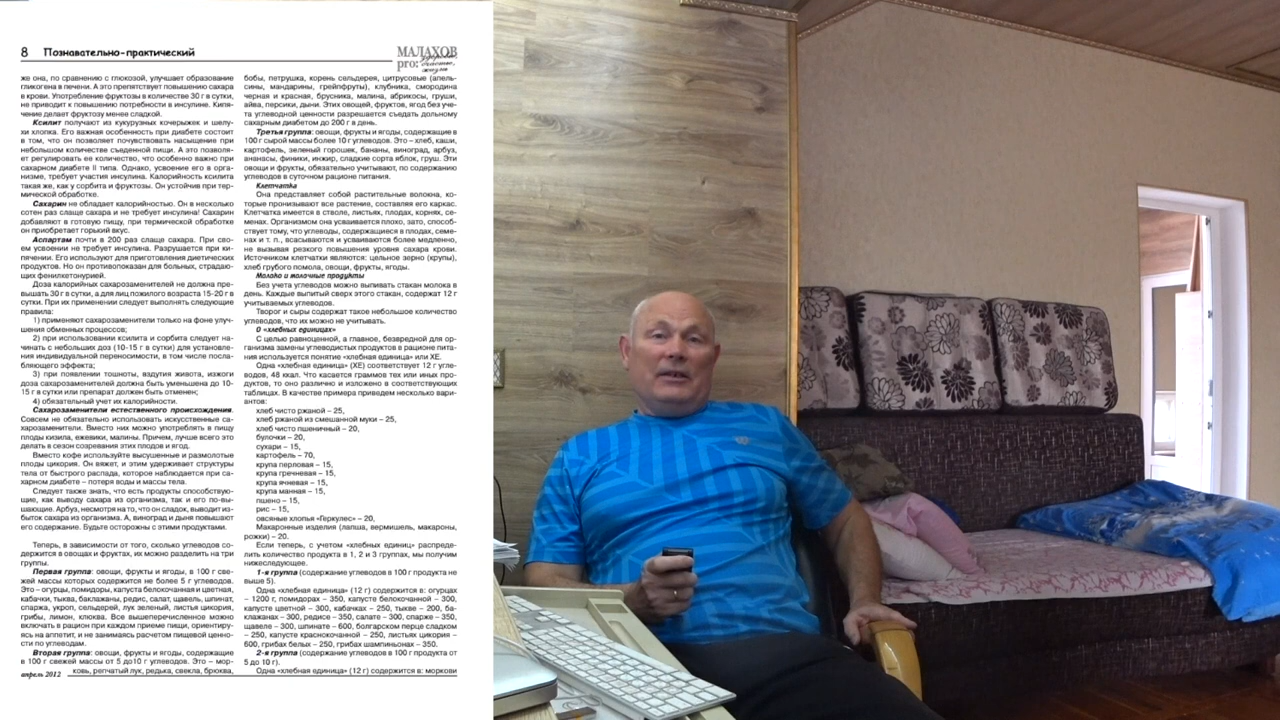 8 Познавательно-практический
МАЛАХОВ
pro: здоровье,
счастье,
жизнь
же она, по сравнению с глюкозой, улучшает образование
гликогена в печени. А это препятствует повышению сахара
в крови. Употребление фруктозы в количестве 30 г в сутки,
не приводит к повышению потребности в инсулине. Кипя-
чение делает фруктозу менее сладкой.
Ксилит получают из кукурузных кочерыжек и шелу-
хи хлопка. Его важная особенность при диабете состоит
в том, что он позволяет почувствовать насыщение при
небольшом количестве съеденной пищи. А это позволя-
ет регулировать ее количество, что особенно важно при
сахарном диабете II типа. Однако, усвоение его в орга-
низме, требует участия инсулина. Калорийность ксилита
такая же, как у сорбита и фруктозы. Он устойчив при тер-
мической обработке.
Сахарин не обладает калорийностью. Он в несколько
сотен раз слаще сахара и не требует инсулина! Сахарин
добавляют в готовую пищу, при термической обработке
он приобретает горький вкус.
Аспартам почти в 200 раз слаще сахара. При сво-
ем усвоении не требует инсулина. Разрушается при ки-
пячении. Его используют для приготовления диетических
продуктов. Но он противопоказан для больных, страдаю-
щих фенилкетонурией.
Доза калорийных сахарозаменителей не должна пре-
вышать 30 г в сутки, а для лиц пожилого возраста 15-20 г в
сутки. При их применении следует выполнять следующие
правила:
1) применяют сахарозаменители только на фоне улуч-
шения обменных процессов;
2) при использовании ксилита и сорбита следует на-
чинать с небольших доз (10-15 г в сутки) для установле-
ния индивидуальной переносимости, в том числе посла-
бляющего эффекта;
3) при появлении тошноты, вздутия живота, изжоги
доза сахарозаменителей должна быть уменьшена до 10-
15 г в сутки или препарат должен быть отменен;
4) обязательный учет их калорийности.
Сахарозаменители естественного происхождения.
Совсем не обязательно использовать искусственные са-
харозаменители. Вместо них можно употреблять в пищу
плоды кизила, ежевики, малины. Причем, лучше всего это
делать в сезон созревания этих плодов и ягод.
Вместо кофе используйте высушенные и размолотые
плоды цикория. Он вяжет, и этим удерживает структуры
тела от быстрого распада, которое наблюдается при са-
харном диабете – потеря воды и массы тела.
Следует также знать, что есть продукты способствую-
щие, как выводу сахара из организма, так и его по-вы-
шающие. Арбуз, несмотря на то, что он сладок, выводит из-
быток сахара из организма. А, виноград и дыня повышают
его содержание. Будьте осторожны с этими продуктами.
Теперь, в зависимости от того, сколько углеводов со-
держится в овощах и фруктах, их можно разделить на три
группы.
Первая группа: овощи, фрукты и ягоды, в 100 г све-
жей массы которых содержится не более 5 г углеводов.
Это – огурцы, помидоры, капуста белокочанная и цветная,
кабачки, тыква, баклажаны, редис, салат, щавель, шпинат,
спаржа, укроп, сельдерей, лук зеленый, листья цикория,
грибы, лимон, клюква. Все вышеперечисленное можно
включать в рацион при каждом приеме пищи, ориентиру-
ясь на аппетит, и не занимаясь расчетом пищевой ценно-
сти по углеводам.
Вторая группа: овощи, фрукты и ягоды, содержащие
в 100 г свежей массы от 5 до10 г углеводов. Это – мор-
ковь, репчатый лук, редька, свекла, брюква,
апрель 2012
бобы, петрушка, корень сельдерея, цитрусовые (апель-
сины, мандарины, грейпфруты), клубника, смородина
черная и красная, брусника, малина, абрикосы, груши,
айва, персики, дыни. Этих овощей, фруктов, ягод без уче-
та углеводной ценности разрешается съедать дольному
сахарным диабетом до 200 г в день.
Третья группа: овощи, фрукты и ягоды, содержащие в
100 г сырой массы более 10 г углеводов. Это – хлеб, каши,
картофель, зеленый горошек, бананы, виноград, арбуз,
ананасы, финики, инжир, сладкие сорта яблок, груш. Эти
овощи и фрукты, обязательно учитывают, по содержанию
углеводов в суточном рационе питания.
Клетчатка
Она представляет собой растительные волокна, ко-
торые пронизывают все растение, составляя его каркас.
Клетчатка имеется в стволе, листьях, плодах, корнях, се-
менах. Организмом она усваивается плохо, зато, способ-
ствует тому, что углеводы, содержащиеся в плодах, семе-
нах и т. п., всасываются и усваиваются более медленно,
не вызывая резкого повышения уровня сахара крови.
Источником клетчатки являются: цельное зерно (крупы),
хлеб грубого помола, овощи, фрукты, ягоды.
Молоко и молочные продукты
Без учета углеводов можно выпивать стакан молока в
день. Каждые выпитый сверх этого стакан, содержат 12 г
учитываемых углеводов.
Творог и сыры содержат такое небольшое количество
углеводов, что их можно не учитывать.
О «хлебных единицах»
С целью равноценной, а главное, безвредной для ор-
ганизма замены углеводистых продуктов в рационе пита-
ния используется понятие «хлебная единица» или ХЕ.
Одна «хлебная единица» (ХЕ) соответствует 12 г угле-
водов, 48 ккал. Что касается граммов тех или иных про-
дуктов, то оно различно и изложено в соответствующих
таблицах. В качестве примера приведем несколько вари-
антов:
хлеб чисто ржаной – 25,
хлеб ржаной из смешанной муки – 25,
хлеб чисто пшеничный – 20,
булочки – 20,
сухари – 15,
картофель – 70,
крупа перловая – 15,
крупа гречневая – 15,
крупа ячневая – 15,
крупа манная – 15,
пшено – 15,
рис – 15,
овсяные хлопья «Геркулес» – 20,
Макаронные изделия (лапша, вермишель, макароны,
рожки) – 20.
Если теперь, с учетом «хлебных единиц» распреде-
лить количество продукта в 1, 2 и 3 группах, мы получим
нижеследующее.
1-я группа (содержание углеводов в 100 г продукта не
выше 5).
Одна «хлебная единица» (12 г) содержится в: огурцах
– 1200 г, помидорах – 350, капусте белокочанной – 300,
капусте цветной – 300, кабачках – 250, тыкве – 200, ба-
клажанах – 300, редисе – 350, салате – 300, спарже – 350,
щавеле – 300, шпинате – 600, болгарском перце сладком
– 250, капусте краснокочанной – 250, листьях цикория –
600, грибах белых – 250, грибах шампиньонах – 350.
2-я группа (содержание углеводов в 100 г продукта от
5 до 10 г).
Одна «хлебная единица» (12 г) содержится в: моркови